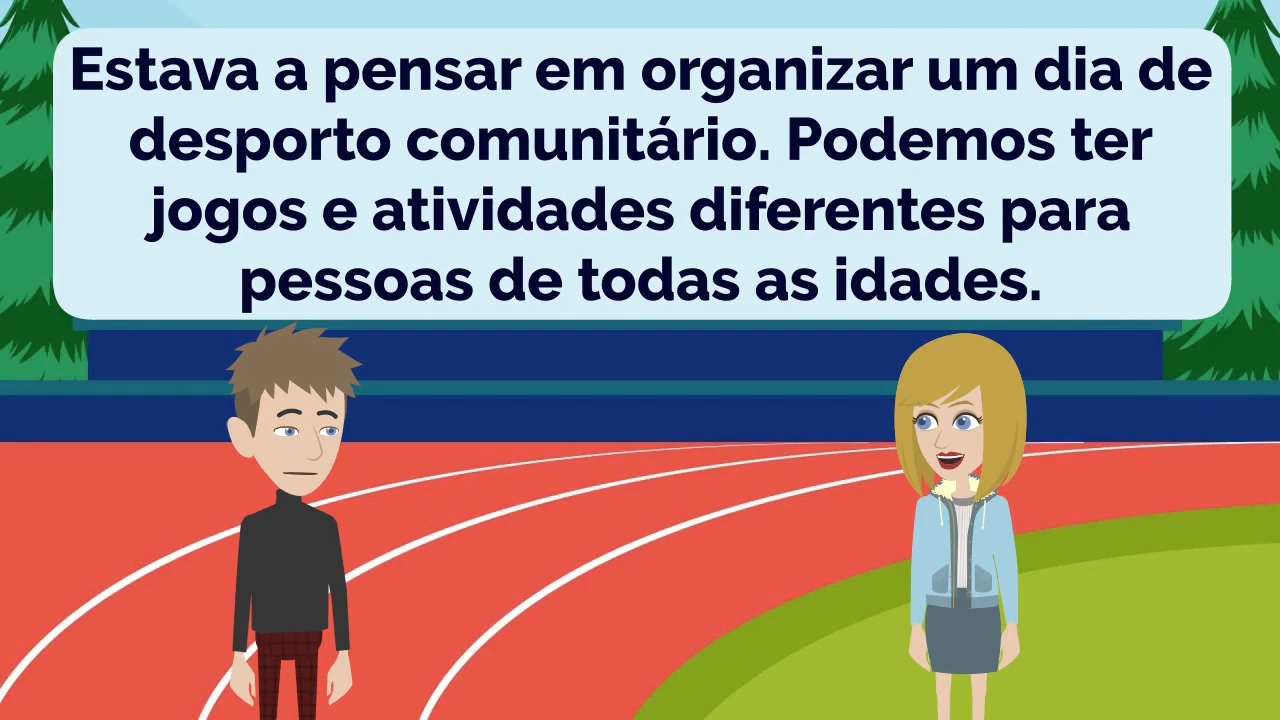 Estava a pensar em organizar um dia de
desporto comunitário. Podemos ter
jogos e atividades diferentes para
pessoas de todas as idades.